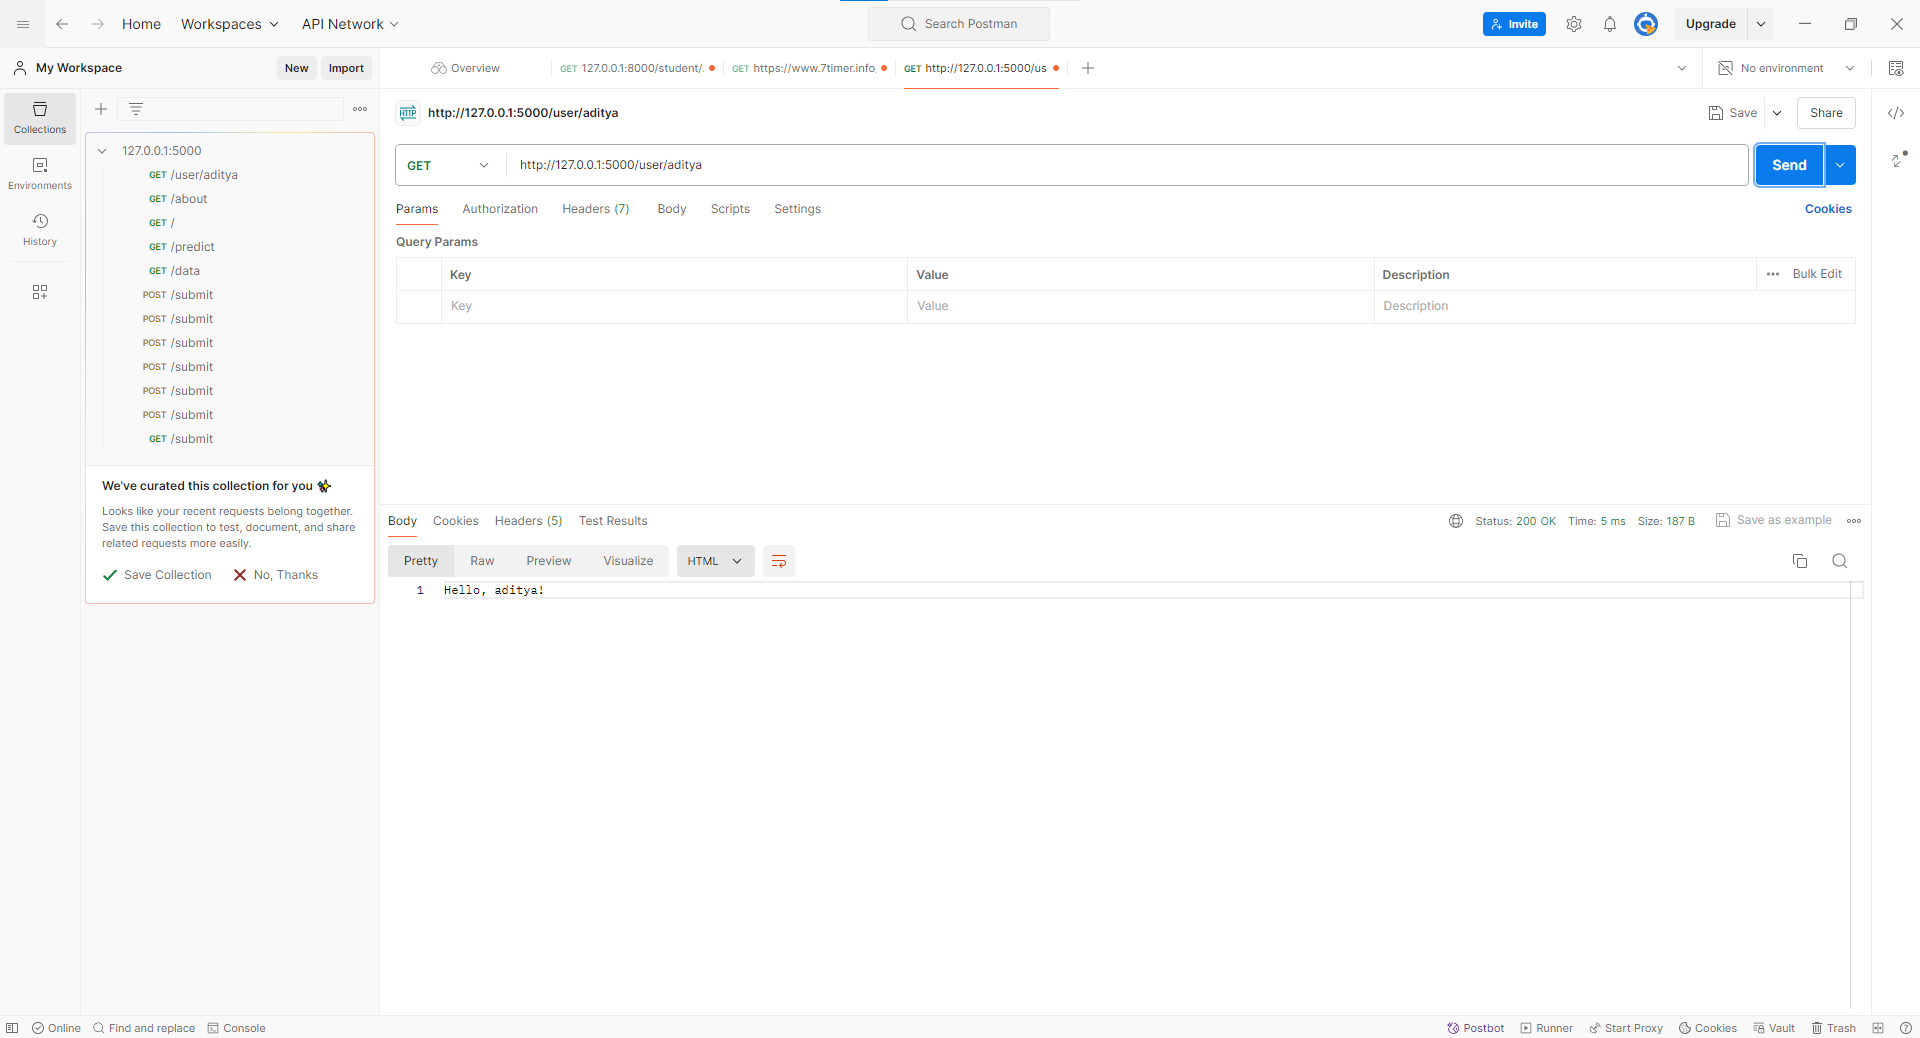 Home Workspaces API Network Search Postman Invite Upgrade
My Workspace New Import Overview GET 127.0.0.1:8000/student/. GET https://www.7timer.info, GET http://127.0.0.1:5000/us No environment
Collections
Environments
History
127.0.0.1:5000
GET /user/aditya
GET /about
GET /
GET /predict
GET /data
POST /submit
POST /submit
POST /submit
POST /submit
POST /submit
POST /submit
GET /submit
We've curated this collection for you ✨
Looks like your recent requests belong together.
Save this collection to test, document, and share
related requests more easily.
Save Collection No, Thanks
HTTP http://127.0.0.1:5000/user/aditya Save Share
GET http://127.0.0.1:5000/user/aditya Send
Params Authorization Headers (7) Body Scripts Settings Cookies
Query Params
Key Value Description Bulk Edit
Key Value Description
Body Cookies Headers (5) Test Results Status: 200 OK Time: 5 ms Size: 187 B Save as example
Pretty Raw Preview Visualize HTML
1 Hello, aditya!
Online Find and replace Console Postbot Runner Start Proxy Cookies Vault Trash